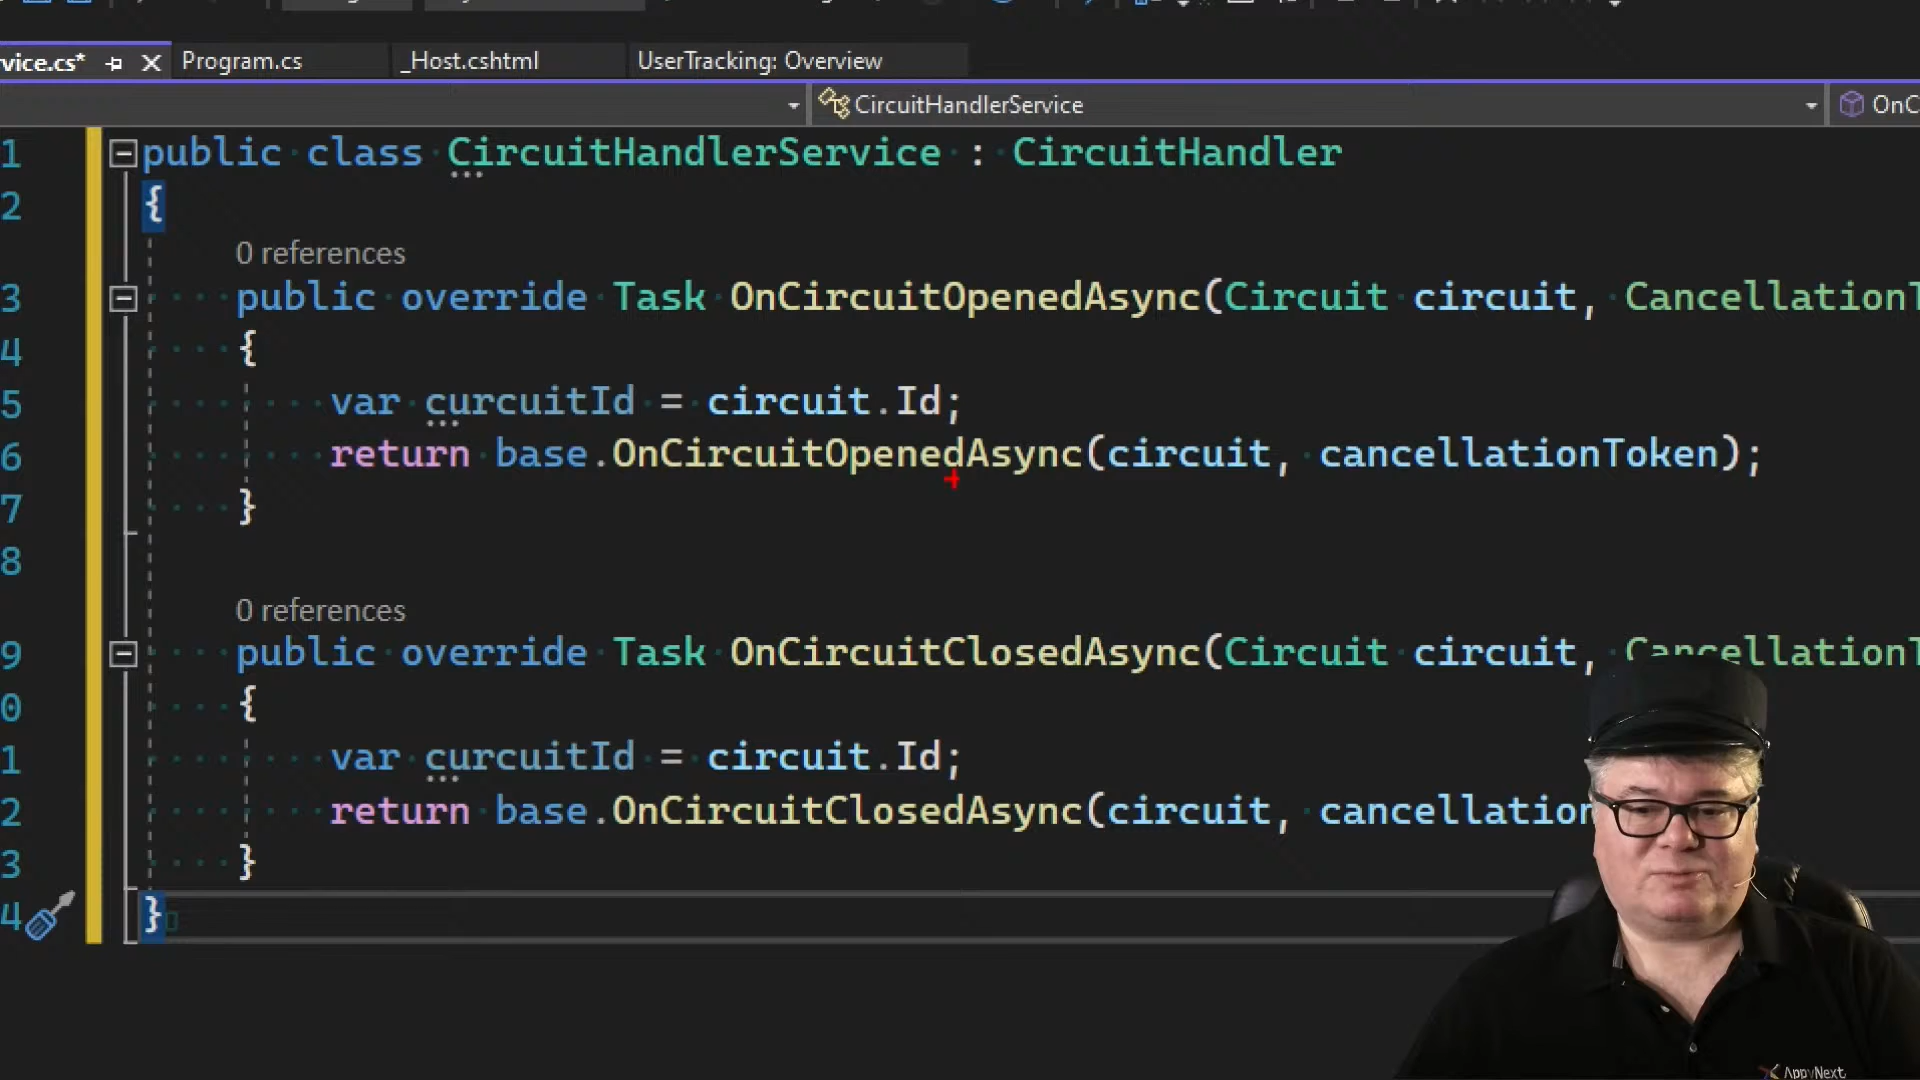 vice.cs* Program.cs _Host.cshtml UserTracking: Overview
CircuitHandlerService OnC
1 public class CircuitHandlerService : CircuitHandler
2 {
0 references
3 public override Task OnCircuitOpenedAsync(Circuit circuit, CancellationT
4 {
5 var curcuitId = circuit.Id;
6 return base.OnCircuitOpenedAsync(circuit, cancellationToken);
7 }
8
0 references
9 public override Task OnCircuitClosedAsync(Circuit circuit, CancellationT
0 {
1 var curcuitId = circuit.Id;
2 return base.OnCircuitClosedAsync(circuit, cancellation
3 }
4 }
AppvNext